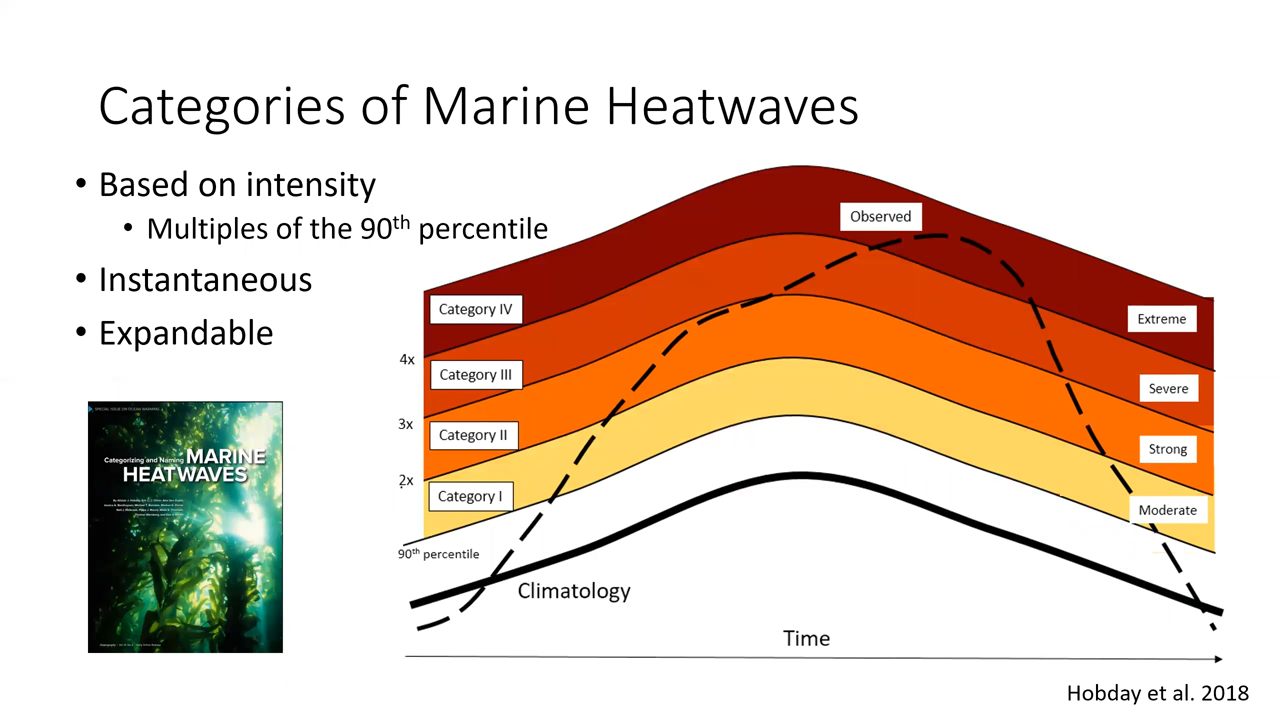 Categories of Marine Heatwaves
• Based on intensity
• Multiples of the 90th percentile
• Instantaneous
• Expandable
SPECIAL ISSUE ON OCEAN WARMING
Categorizing and Naming MARINE
HEATWAVES
Observed
Category IV
Extreme
4x
Category III
Severe
3x
Category II
Strong
2x
Category I
Moderate
90th percentile
Climatology
Time
Hobday et al. 2018